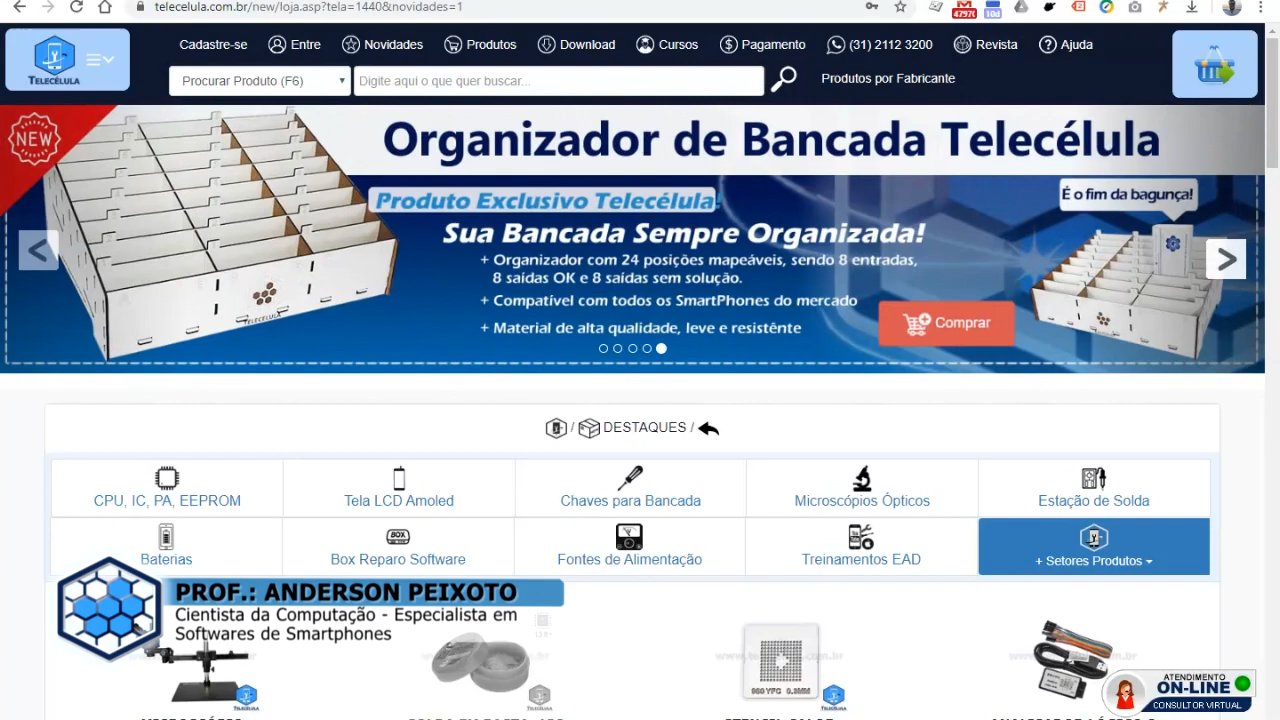 telecelula.com.br/new/loja.asp?tela=1440&novidades=1
4797
10d
2
TELECÉLULA
Cadastre-se Entre Novidades Produtos Download Cursos Pagamento (31) 2112 3200 Revista Ajuda
Procurar Produto (F6) Digite aqui o que quer buscar... Produtos por Fabricante
NEW
Organizador de Bancada Telecélula
Produto Exclusivo Telecélula!
É o fim da bagunça!
Sua Bancada Sempre Organizada!
+ Organizador com 24 posições mapeáveis, sendo 8 entradas,
8 saídas OK e 8 saídas sem solução.
+ Compatível com todos os SmartPhones do mercado
+ Material de alta qualidade, leve e resistênte
Comprar
TELECELULA
< >
/ DESTAQUES /
CPU, IC, PA, EEPROM Tela LCD Amoled Chaves para Bancada Microscópios Ópticos Estação de Solda
BOX
Baterias Box Reparo Software Fontes de Alimentação Treinamentos EAD + Setores Produtos
PROF.: ANDERSON PEIXOTO
Cientista da Computação - Especialista em
Softwares de Smartphones
ATENDIMENTO
ON-LINE
CONSULTOR VIRTUAL